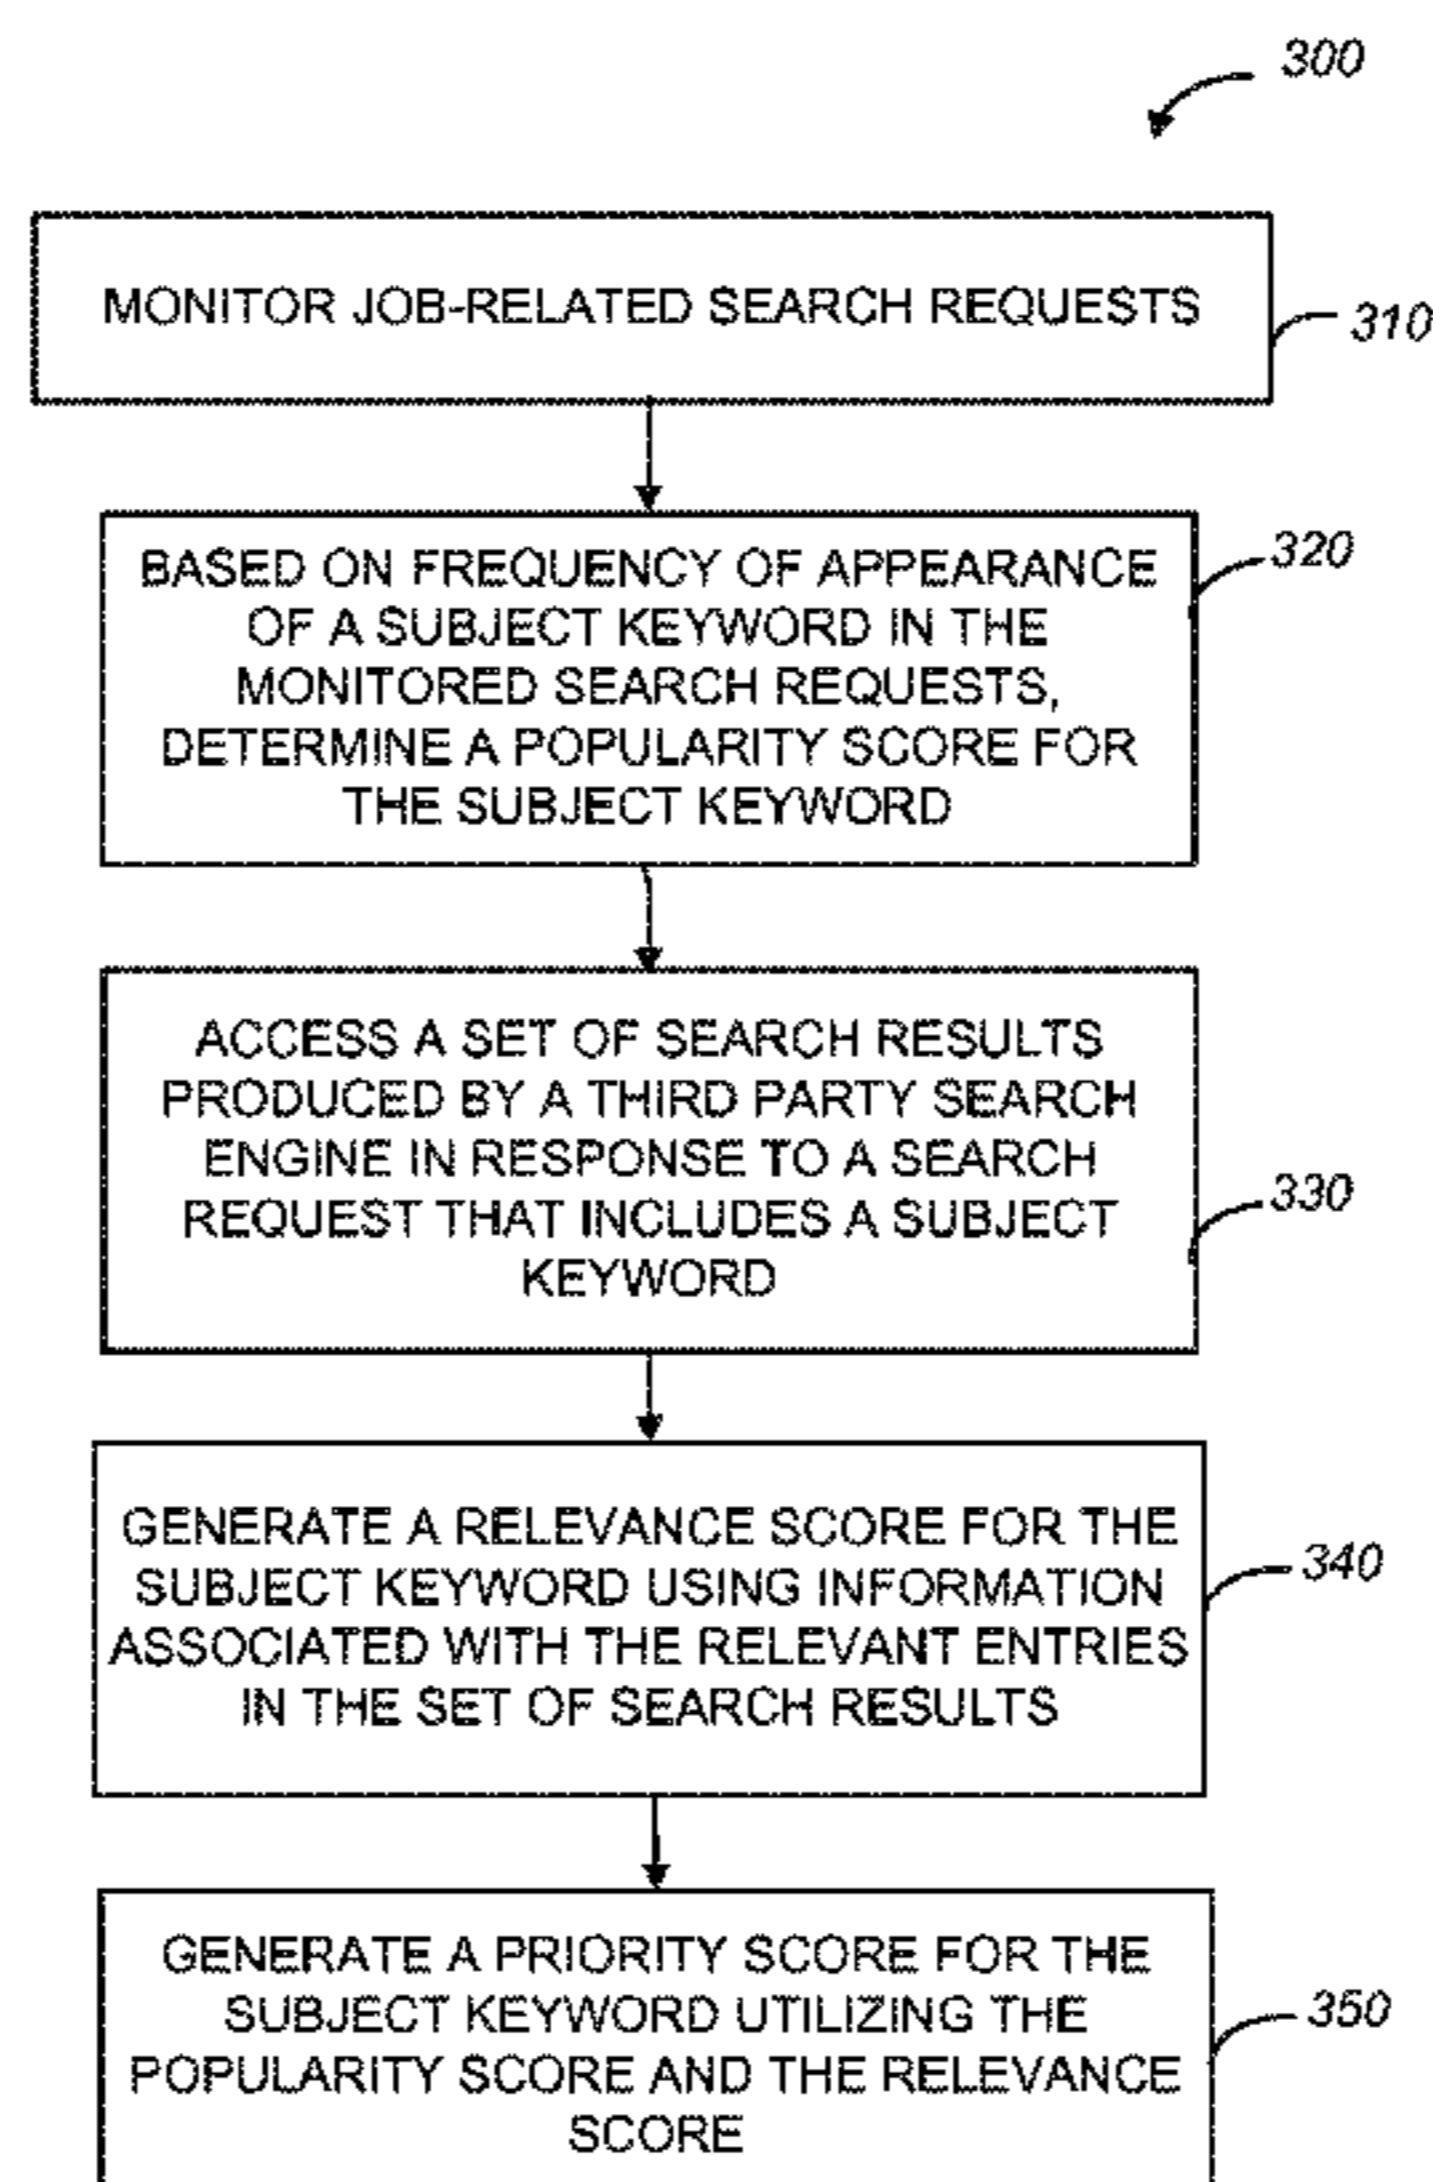 300
MONITOR JOB-RELATED SEARCH REQUESTS
310
BASED ON FREQUENCY OF APPEARANCE
OF A SUBJECT KEYWORD IN THE
MONITORED SEARCH REQUESTS,
DETERMINE A POPULARITY SCORE FOR
THE SUBJECT KEYWORD
320
ACCESS A SET OF SEARCH RESULTS
PRODUCED BY A THIRD PARTY SEARCH
ENGINE IN RESPONSE TO A SEARCH
REQUEST THAT INCLUDES A SUBJECT
KEYWORD
330
GENERATE A RELEVANCE SCORE FOR THE
SUBJECT KEYWORD USING INFORMATION
ASSOCIATED WITH THE RELEVANT ENTRIES
IN THE SET OF SEARCH RESULTS
340
GENERATE A PRIORITY SCORE FOR THE
SUBJECT KEYWORD UTILIZING THE
POPULARITY SCORE AND THE RELEVANCE
SCORE
350